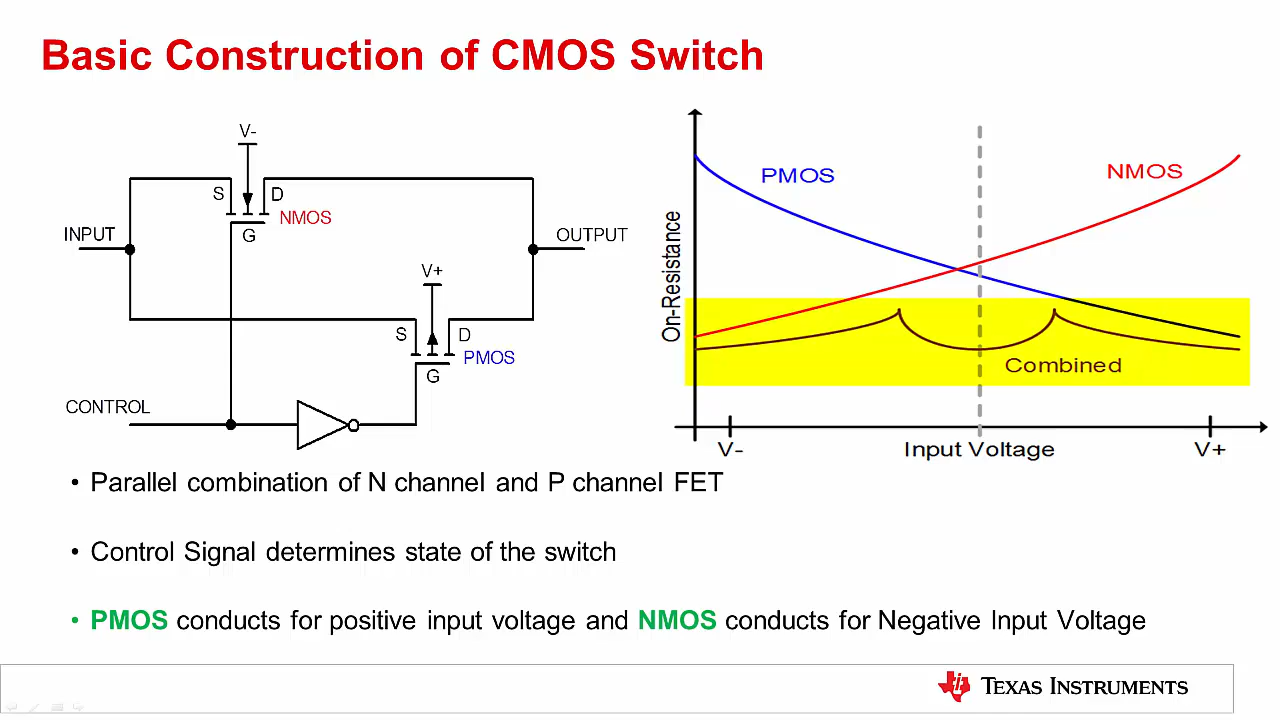 Basic Construction of CMOS Switch
V-
S
D
NMOS
G
INPUT
OUTPUT
V+
S
D
PMOS
G
CONTROL
On-Resistance
PMOS
NMOS
Combined
V-
Input Voltage
V+
• Parallel combination of N channel and P channel FET
• Control Signal determines state of the switch
• PMOS conducts for positive input voltage and NMOS conducts for Negative Input Voltage
TEXAS INSTRUMENTS